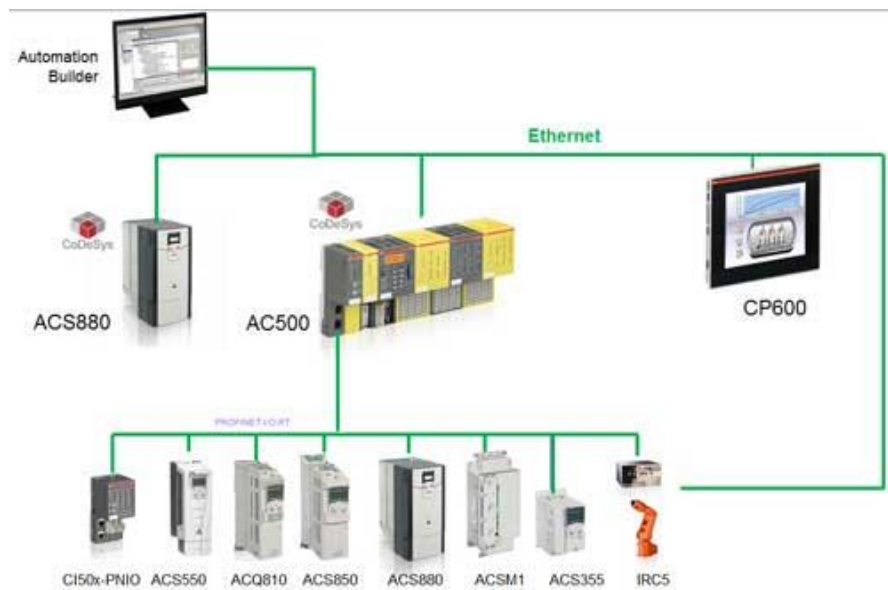 Automation
Builder
Ethernet
CoDeSys
CoDeSys
ACS880
AC500
CP600
PROFINET IO RT
CI50x-PNIO
ACS550
ACQ810
ACS850
ACS880
ACSM1
ACS355
IRC5